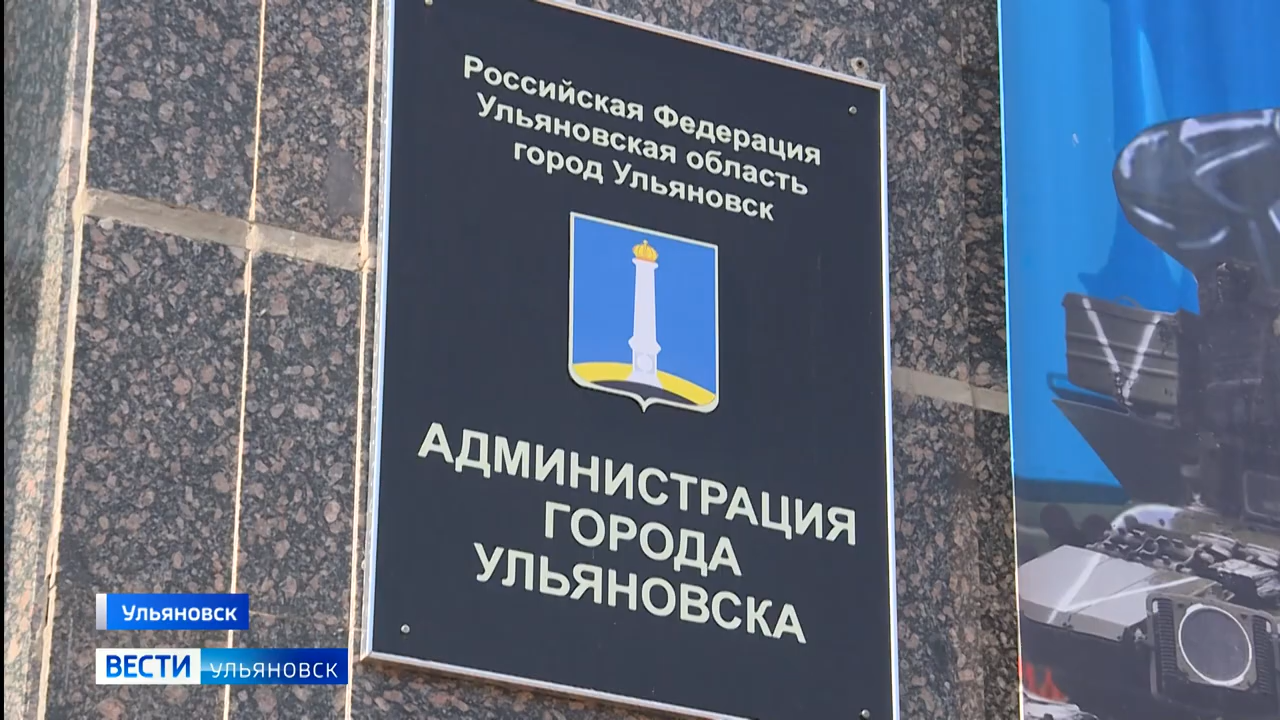 Российская Федерация
Ульяновская область
город Ульяновск
АДМИНИСТРАЦИЯ
ГОРОДА
УЛЬЯНОВСКА
Ульяновск
ВЕСТИ УЛЬЯНОВСК
V